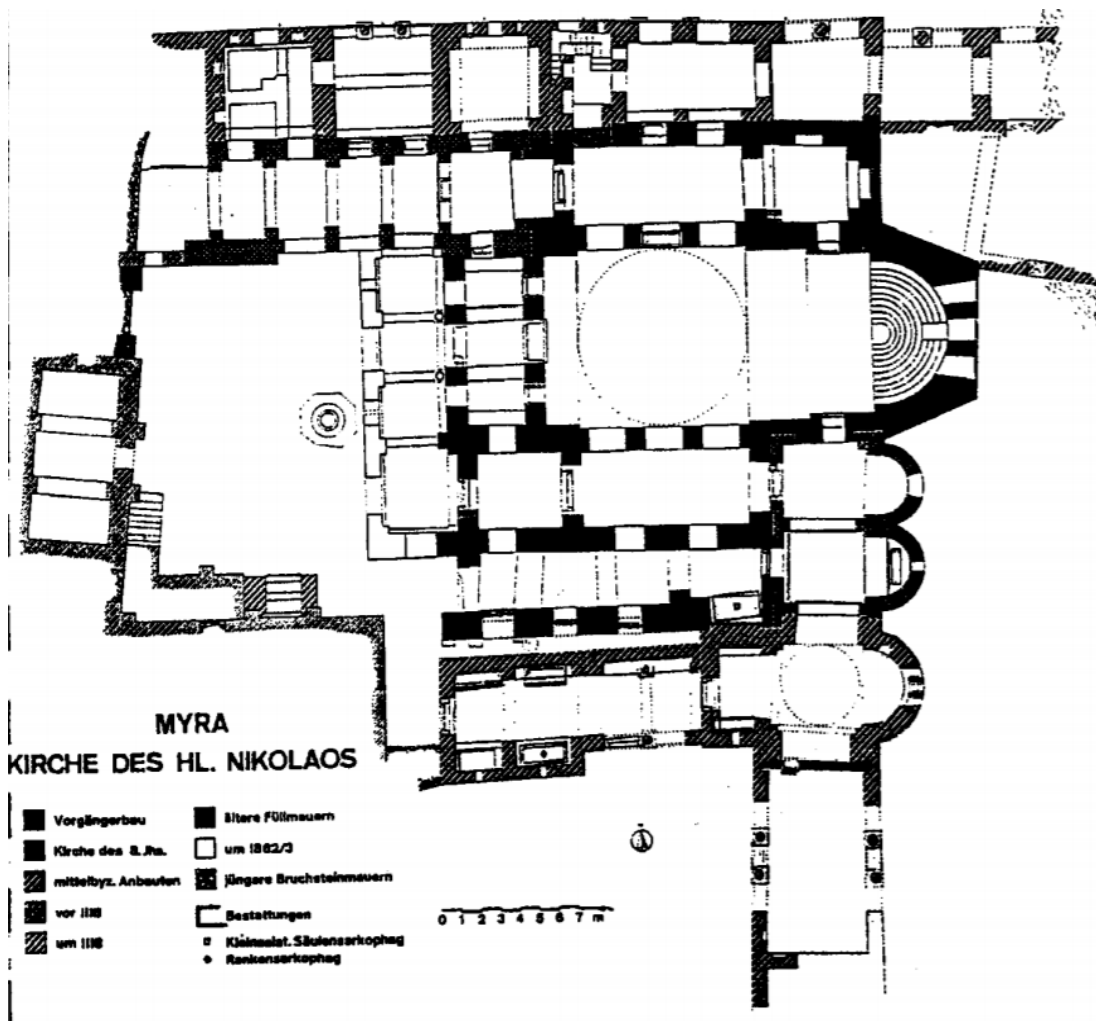 MYRA
KIRCHE DES HL. NIKOLAOS
Vorgängerbau
Kirche des 8. Jhs.
mittelbyz. Anbauten
vor 1118
um 1118
ältere Füllmauern
um 1862/3
jüngere Bruchsteinmauern
Bestattungen
Kleinasiat. Säulensarkophag
Rankensarkophag
0 1 2 3 4 5 6 7 m